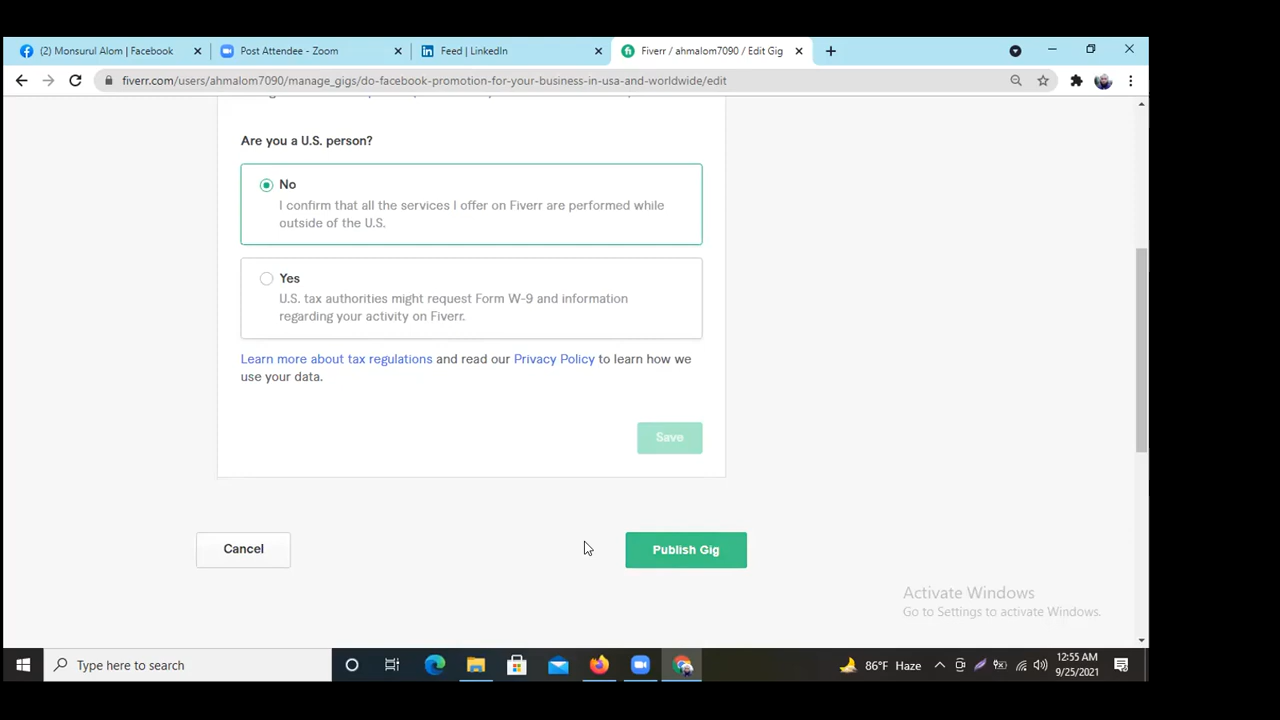 (2) Monsurul Alom | Facebook
Post Attendee - Zoom
Feed | LinkedIn
Fiverr / ahmalom7090 / Edit Gig
fiverr.com/users/ahmalom7090/manage_gigs/do-facebook-promotion-for-your-business-in-usa-and-worldwide/edit
Are you a U.S. person?
No
I confirm that all the services I offer on Fiverr are performed while
outside of the U.S.
Yes
U.S. tax authorities might request Form W-9 and information
regarding your activity on Fiverr.
Learn more about tax regulations and read our Privacy Policy to learn how we
use your data.
Save
Cancel
Publish Gig
Activate Windows
Go to Settings to activate Windows.
Type here to search
86°F Haze
12:55 AM
9/25/2021